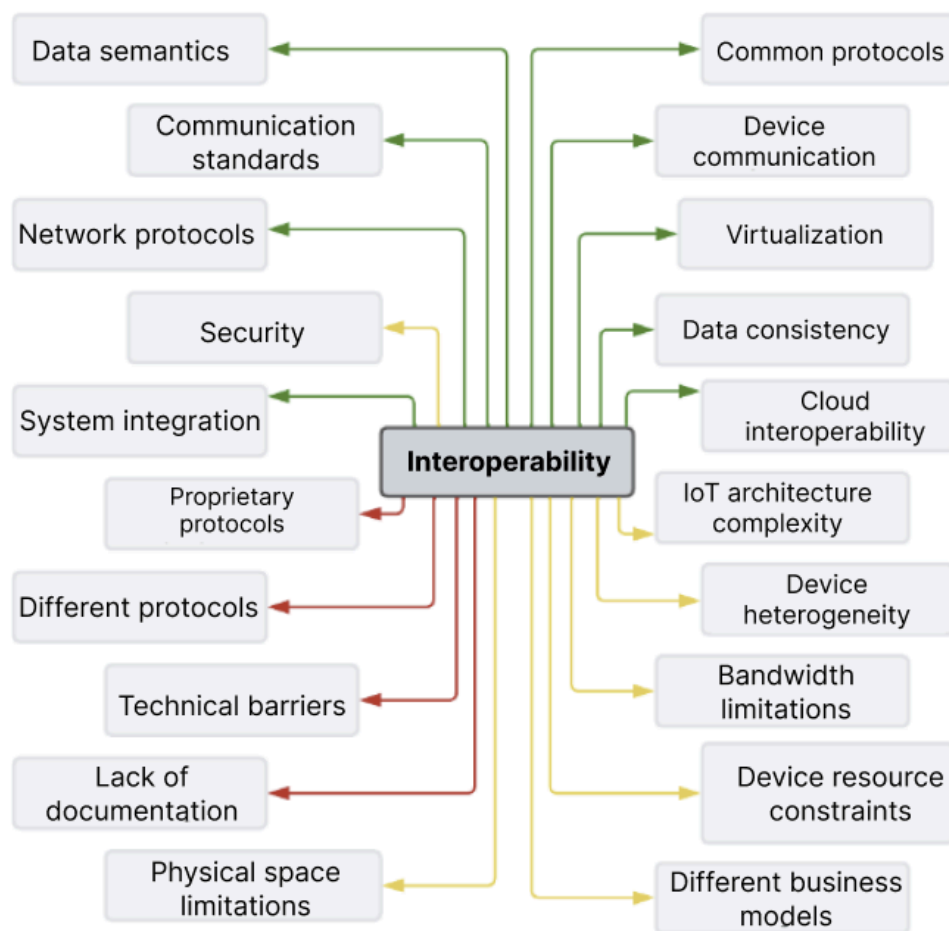 Data semantics
Common protocols
Communication
standards
Device
communication
Network protocols
Virtualization
Security
Data consistency
System integration
Cloud
interoperability
Interoperability
Proprietary
protocols
IoT architecture
complexity
Different protocols
Device
heterogeneity
Technical barriers
Bandwidth
limitations
Lack of
documentation
Device resource
constraints
Physical space
limitations
Different business
models